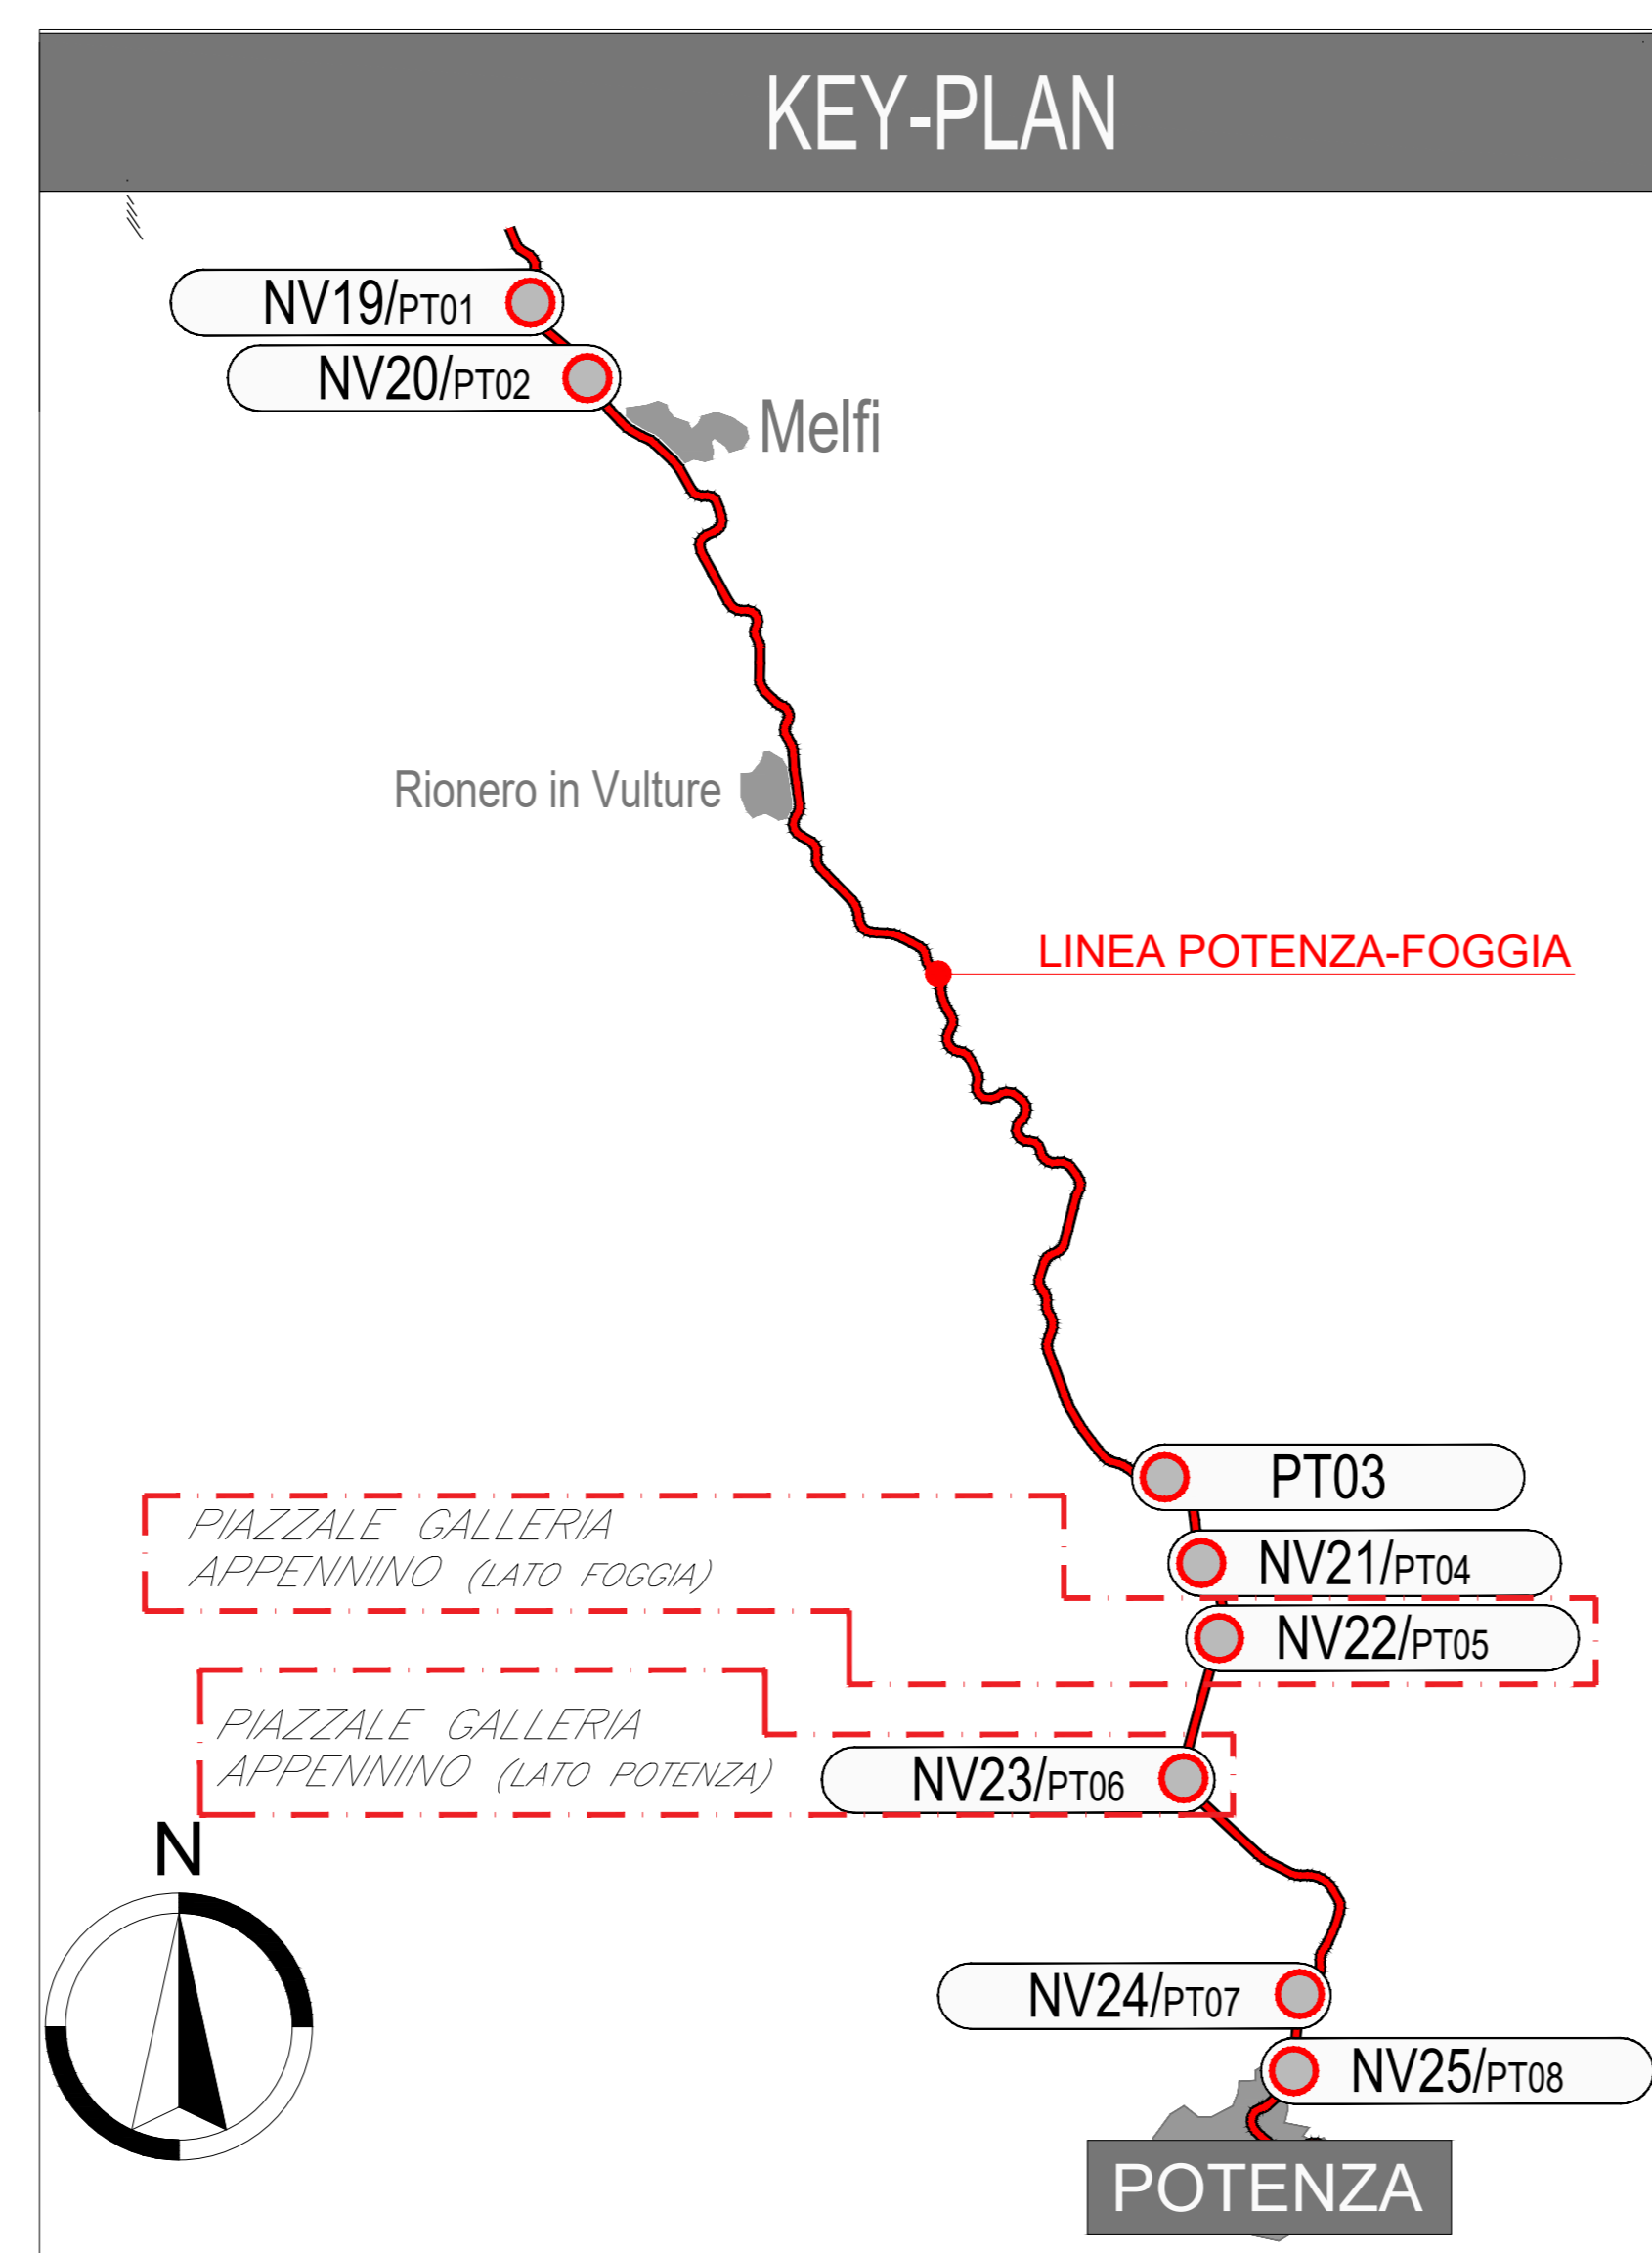 KEY-PLAN
NV19/PT01
NV20/PT02
Melfi
Rionero in Vulture
LINEA POTENZA-FOGGIA
PT03
PIAZZALE GALLERIA
APPENNINO (LATO FOGGIA)
NV21/PT04
NV22/PT05
PIAZZALE GALLERIA
APPENNINO (LATO POTENZA)
NV23/PT06
N
NV24/PT07
NV25/PT08
POTENZA